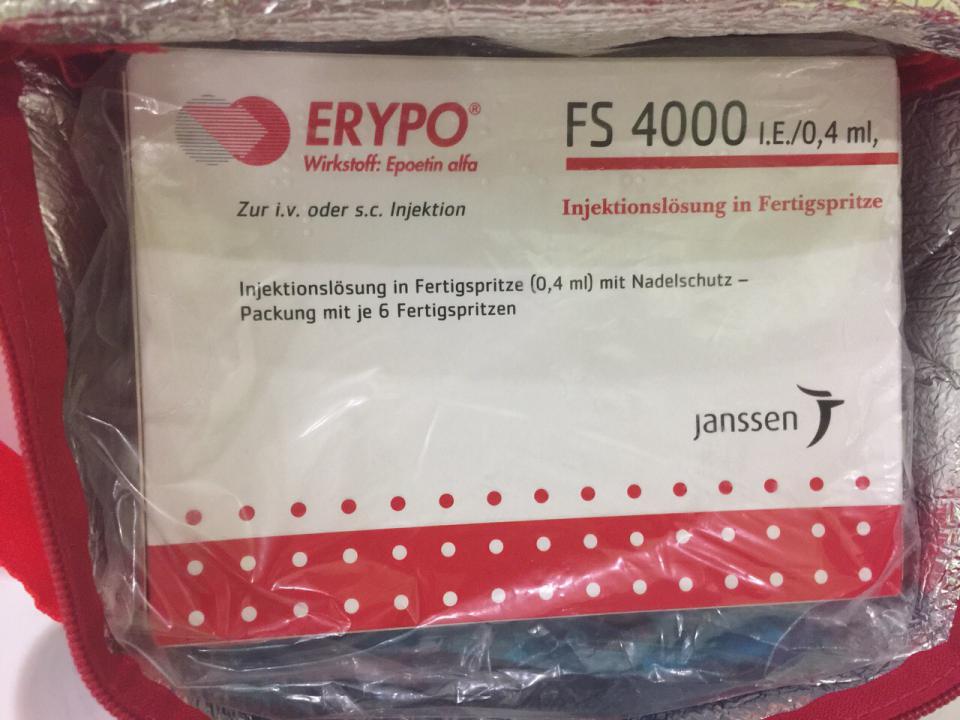 ERYPO®
Wirkstoff: Epoetin alfa
FS 4000 I.E./0,4 ml,
Zur i.v. oder s.c. Injektion
Injektionslösung in Fertigspritze
Injektionslösung in Fertigspritze (0,4 ml) mit Nadelschutz –
Packung mit je 6 Fertigspritzen
janssen